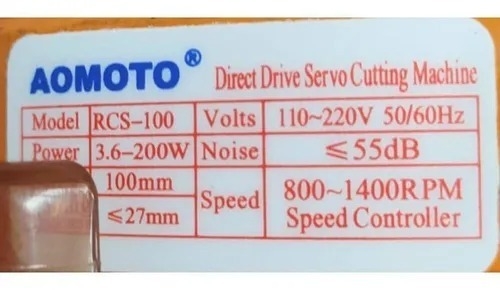 AOMOTO® Direct Drive Servo Cutting Machine
Model RCS-100 Volts 110~220V 50/60Hz
Power 3.6-200W Noise ≤55dB
100mm Speed 800~1400RPM
≤27mm Speed Controller